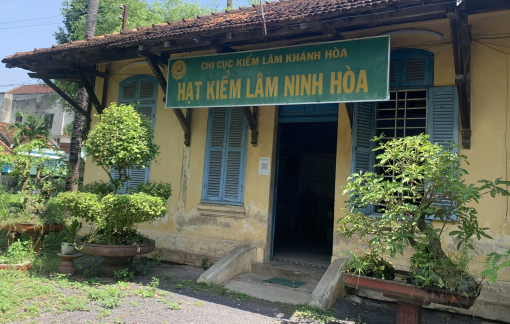 CHI CỤC KIỂM LÂM KHÁNH HÒA
HẠT KIỂM LÂM NINH HÒA